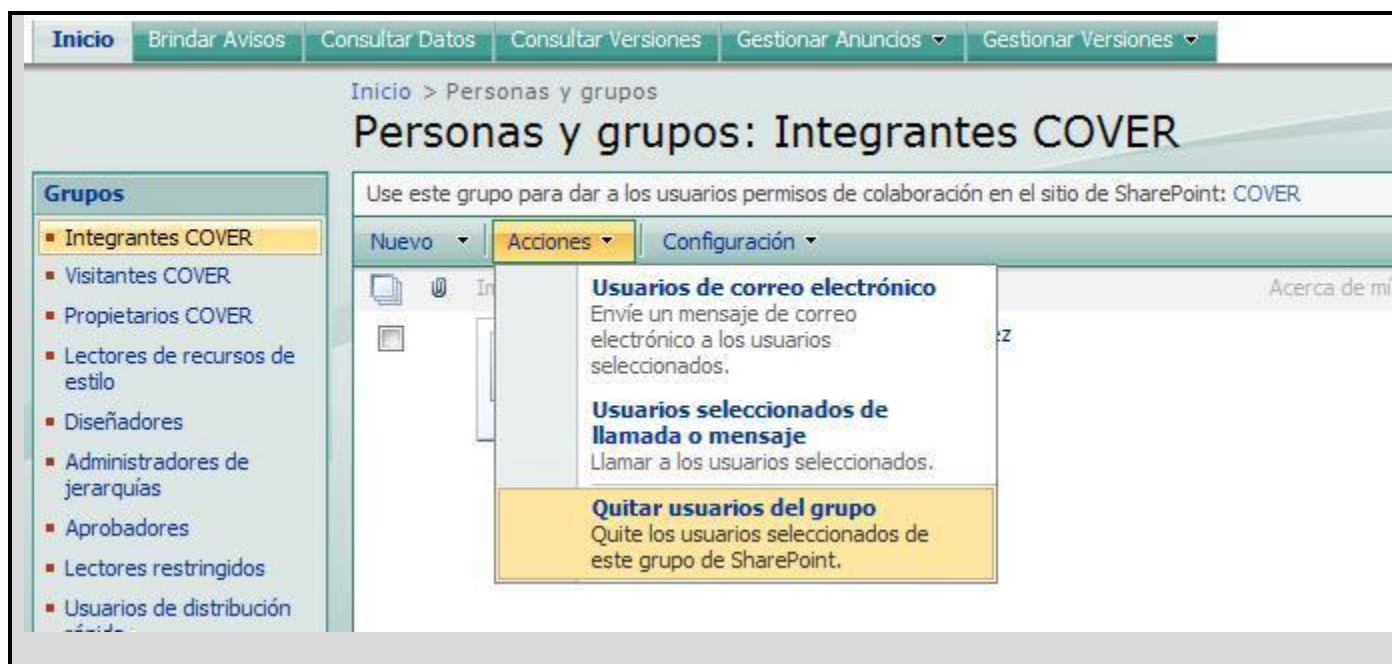 Inicio Brindar Avisos Consultar Datos Consultar Versiones Gestionar Anuncios Gestionar Versiones
Inicio > Personas y grupos
Personas y grupos: Integrantes COVER
Grupos
Integrantes COVER
Visitantes COVER
Propietarios COVER
Lectores de recursos de
estilo
Diseñadores
Administradores de
jerarquías
Aprobadores
Lectores restringidos
Usuarios de distribución
Use este grupo para dar a los usuarios permisos de colaboración en el sitio de SharePoint: COVER
Nuevo Acciones Configuración
Acerca de mí
Usuarios de correo electrónico
Envíe un mensaje de correo
electrónico a los usuarios
seleccionados.
Usuarios seleccionados de
llamada o mensaje
Llamar a los usuarios seleccionados.
Quitar usuarios del grupo
Quite los usuarios seleccionados de
este grupo de SharePoint.